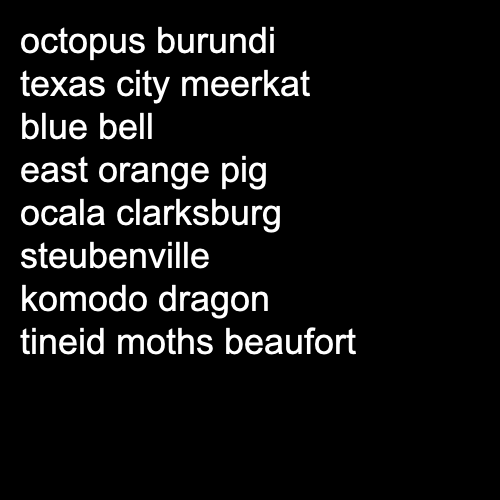 octopus burundi
texas city meerkat
blue bell
east orange pig
ocala clarksburg
steubenville
komodo dragon
tineid moths beaufort